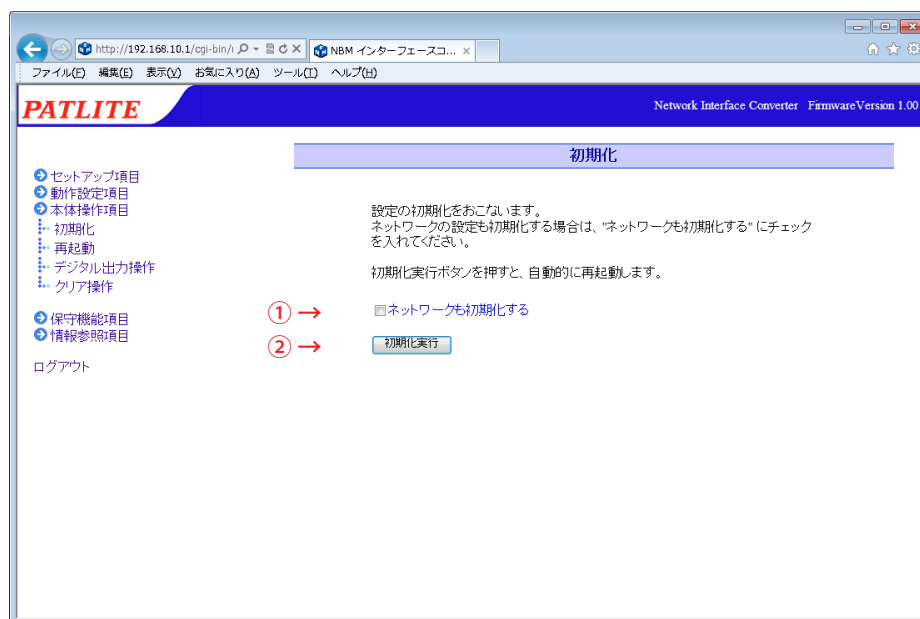 http://192.168.10.1/cgi-bin/
NBM インターフェースコ...
ファイル(F) 編集(E) 表示(V) お気に入り(A) ツール(T) ヘルプ(H)
PATLITE
Network Interface Converter FirmwareVersion 1.00
初期化
セットアップ項目
動作設定項目
本体操作項目
初期化
再起動
デジタル出力操作
クリア操作
保守機能項目
情報参照項目
ログアウト
設定の初期化をおこないます。
ネットワークの設定も初期化する場合は、"ネットワークも初期化する" にチェック
を入れてください。
初期化実行ボタンを押すと、自動的に再起動します。
① → ネットワークも初期化する
② → 初期化実行